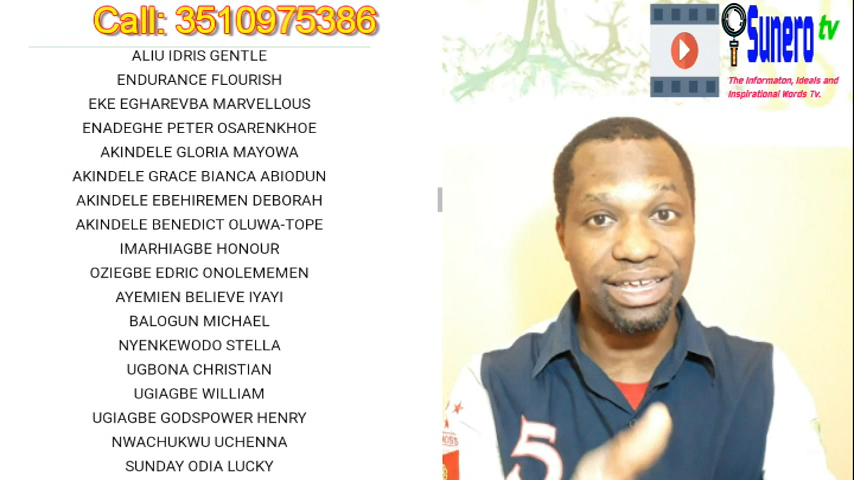 Call: 3510975386
ALIU IDRIS GENTLE
ENDURANCE FLOURISH
EKE EGHAREVBA MARVELLOUS
ENADEGHE PETER OSARENKHOE
AKINDELE GLORIA MAYOWA
AKINDELE GRACE BIANCA ABIODUN
AKINDELE EBEHIREMEN DEBORAH
AKINDELE BENEDICT OLUWA-TOPE
IMARHIAGBE HONOUR
OZIEGBE EDRIC ONOLEMEMEN
AYEMIEN BELIEVE IYAYI
BALOGUN MICHAEL
NYENKEWODO STELLA
UGBONA CHRISTIAN
UGIAGBE WILLIAM
UGIAGBE GODSPOWER HENRY
NWACHUKWU UCHENNA
SUNDAY ODIA LUCKY
Sunero tv
The Informaton, Ideals and
Inspirational Words Tv.
5